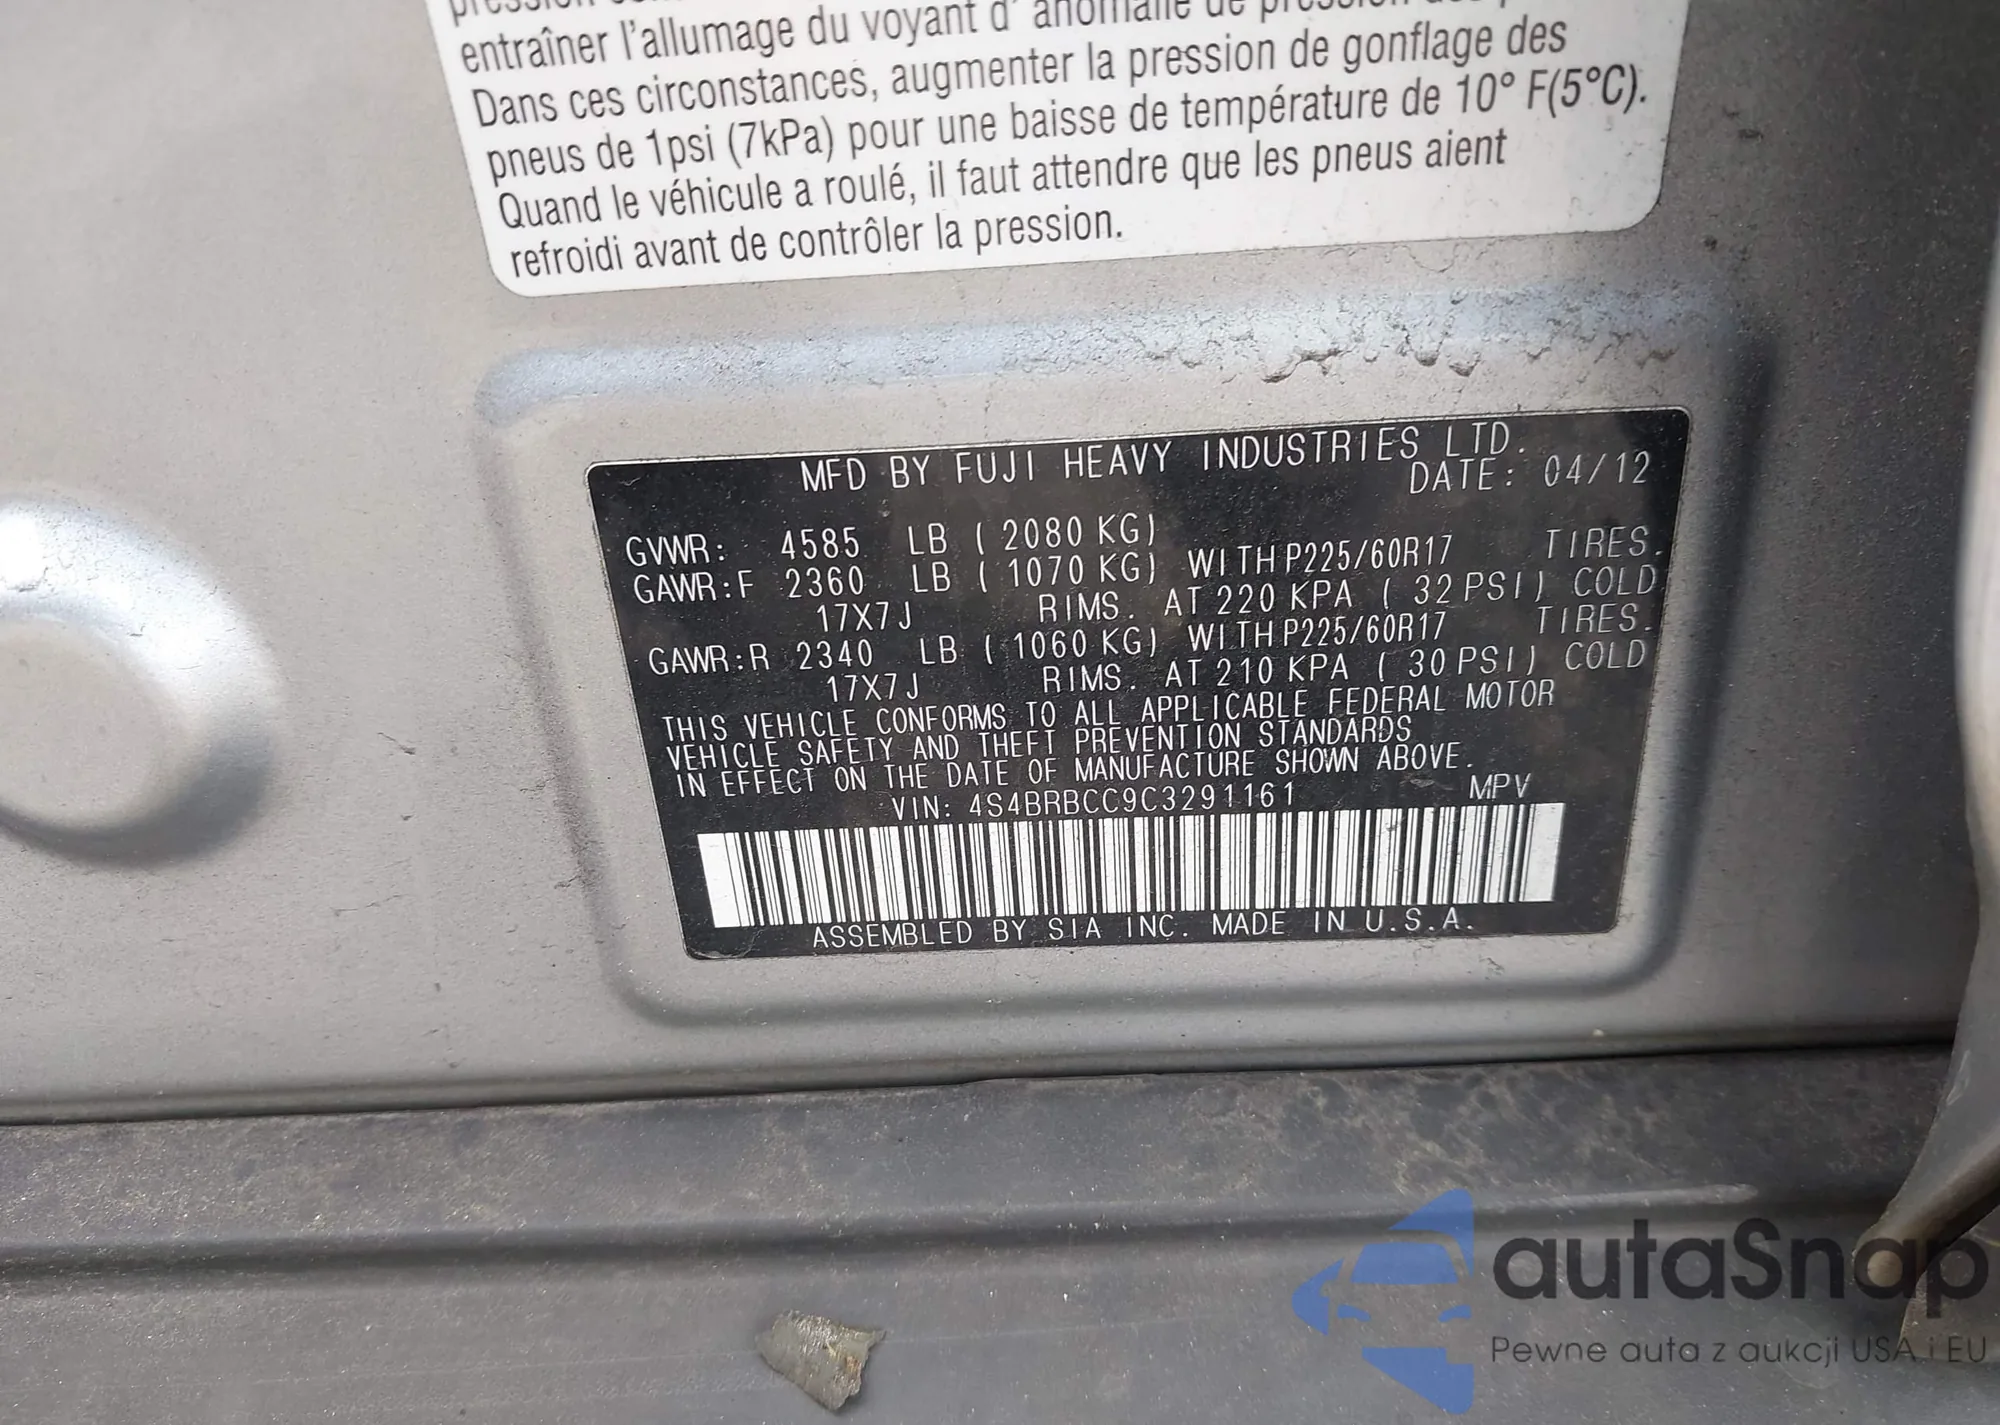 entraîner l'allumage du voyant d' anomalie de pression des
Dans ces circonstances, augmenter la pression de gonflage des
pneus de 1psi (7kPa) pour une baisse de température de 10° F(5°C).
Quand le véhicule a roulé, il faut attendre que les pneus aient
refroidi avant de contrôler la pression.
MFD BY FUJI HEAVY INDUSTRIES LTD.
DATE: 04/12
GVWR: 4585 LB ( 2080 KG)
GAWR:F 2360 LB ( 1070 KG) WITH P225/60R17 TIRES.
17X7J RIMS. AT 220 KPA ( 32 PSI) COLD
GAWR:R 2340 LB ( 1060 KG) WITH P225/60R17 TIRES.
17X7J RIMS. AT 210 KPA ( 30 PSI) COLD
THIS VEHICLE CONFORMS TO ALL APPLICABLE FEDERAL MOTOR
VEHICLE SAFETY AND THEFT PREVENTION STANDARDS
IN EFFECT ON THE DATE OF MANUFACTURE SHOWN ABOVE.
VIN: 4S4BRBCC9C3291161 MPV
ASSEMBLED BY SIA INC. MADE IN U.S.A.
autaSnap
Pewne auta z aukcji USA i EU